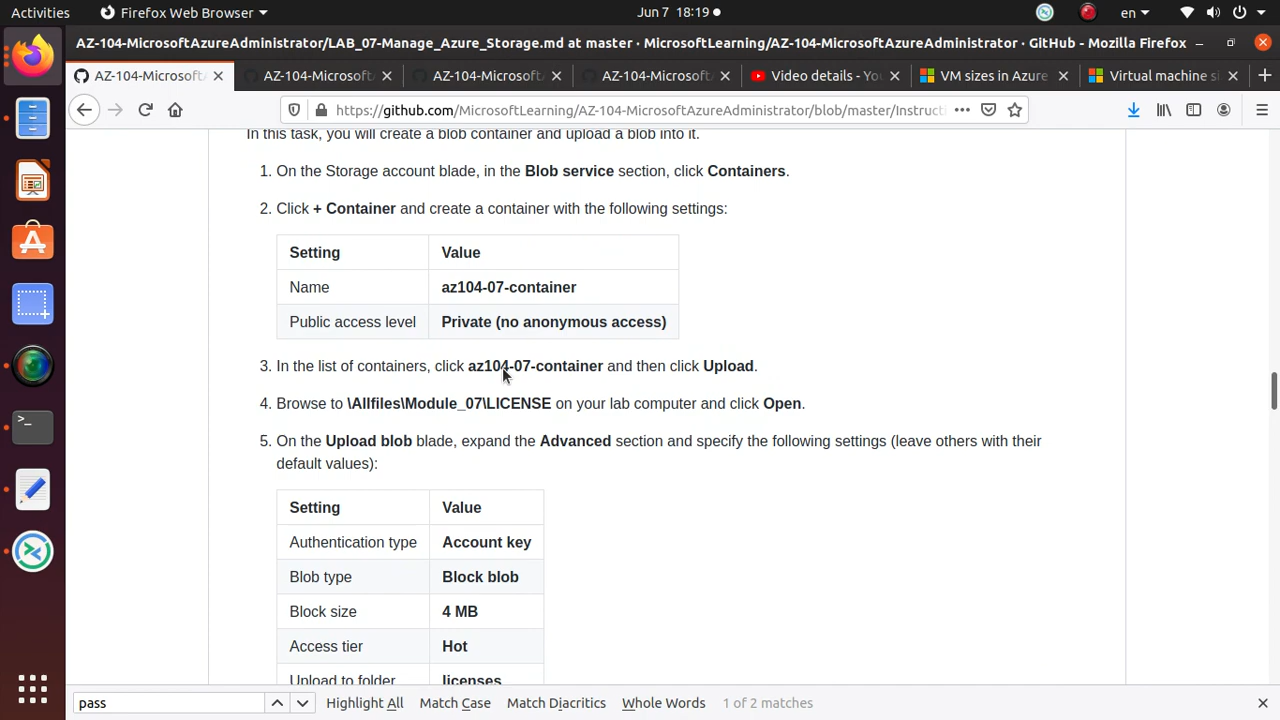 Activities Firefox Web Browser Jun 7 18:19 en
AZ-104-MicrosoftAzureAdministrator/LAB_07-Manage_Azure_Storage.md at master · MicrosoftLearning/AZ-104-MicrosoftAzureAdministrator · GitHub - Mozilla Firefox
AZ-104-Microsoft AZ-104-Microsoft AZ-104-Microsoft AZ-104-Microsoft Video details - You VM sizes in Azure Virtual machine si
https://github.com/MicrosoftLearning/AZ-104-MicrosoftAzureAdministrator/blob/master/Instruct
In this task, you will create a blob container and upload a blob into it.
1. On the Storage account blade, in the Blob service section, click Containers.
2. Click + Container and create a container with the following settings:
Setting Value
Name az104-07-container
Public access level Private (no anonymous access)
3. In the list of containers, click az104-07-container and then click Upload.
4. Browse to \Allfiles\Module_07\LICENSE on your lab computer and click Open.
5. On the Upload blob blade, expand the Advanced section and specify the following settings (leave others with their
default values):
Setting Value
Authentication type Account key
Blob type Block blob
Block size 4 MB
Access tier Hot
Upload to folder licenses
pass Highlight All Match Case Match Diacritics Whole Words 1 of 2 matches